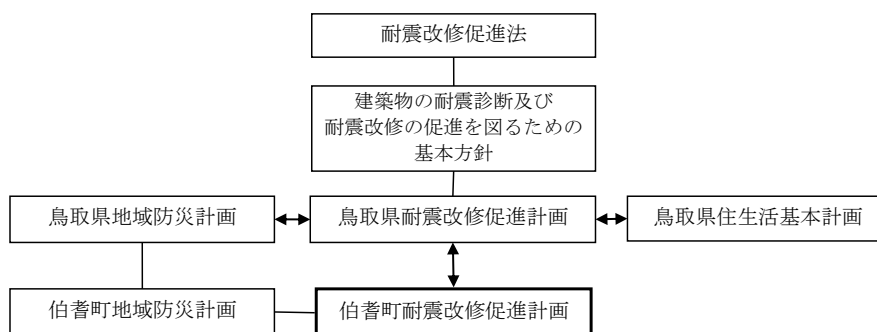 耐震改修促進法
建築物の耐震診断及び
耐震改修の促進を図るための
基本方針
鳥取県地域防災計画
鳥取県耐震改修促進計画
鳥取県住生活基本計画
伯耆町地域防災計画
伯耆町耐震改修促進計画